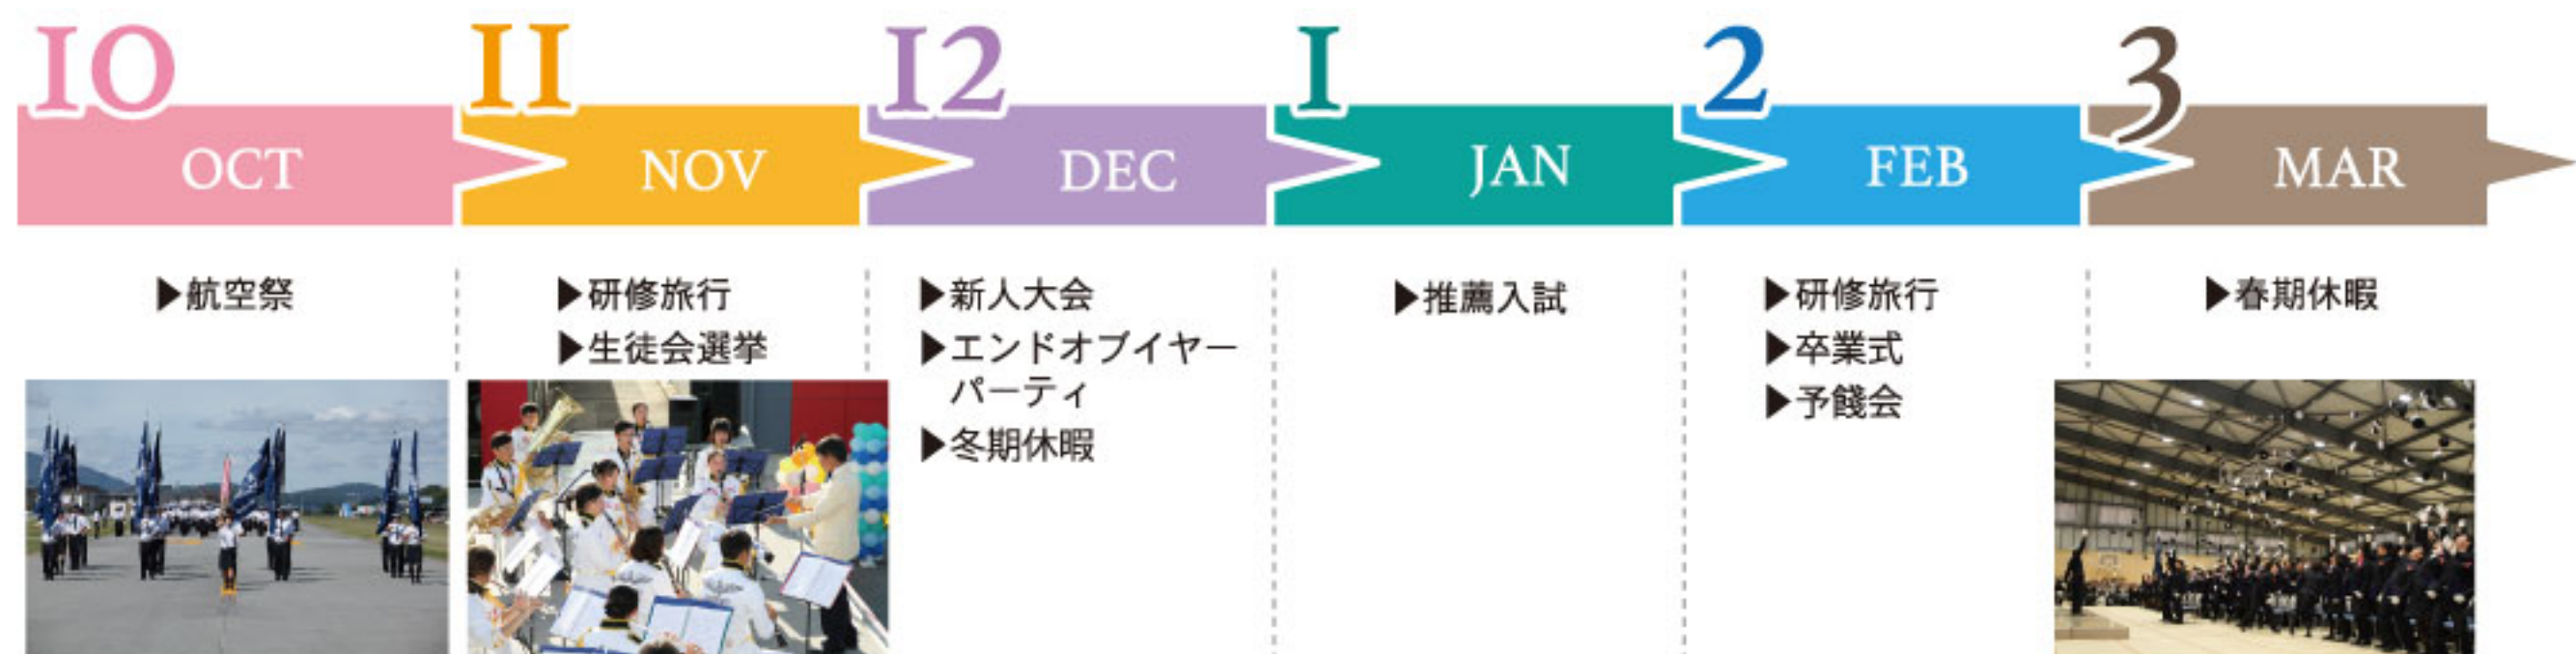 10
OCT
▶航空祭
11
NOV
▶研修旅行
▶生徒会選挙
12
DEC
▶新人大会
▶エンドオブイヤー
パーティ
▶冬期休暇
1
JAN
▶推薦入試
2
FEB
▶研修旅行
▶卒業式
▶予餞会
3
MAR
▶春期休暇